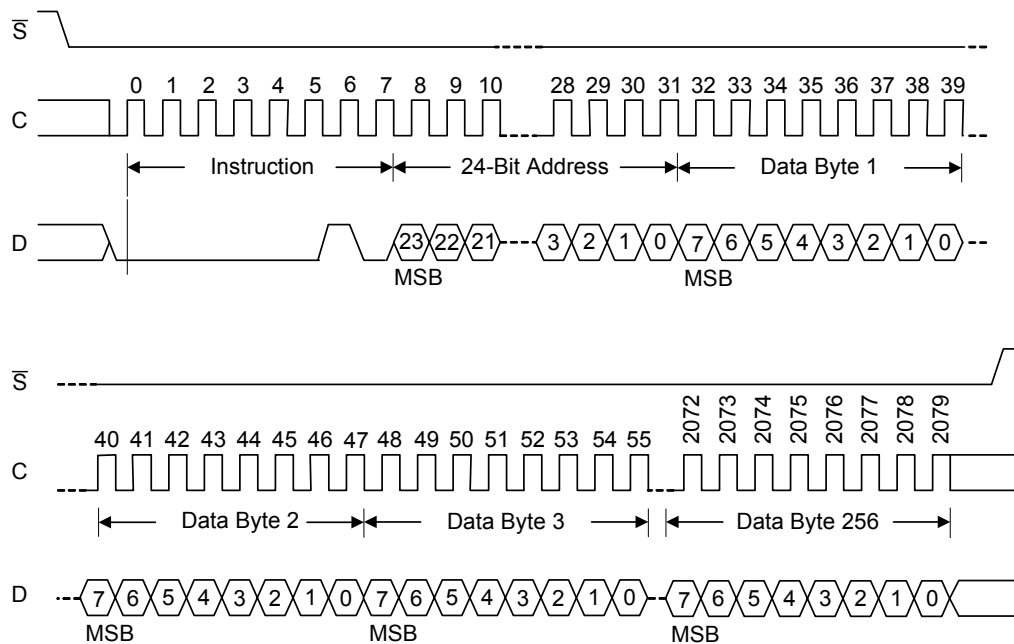 S̅
0 1 2 3 4 5 6 7 8 9 10 28 29 30 31 32 33 34 35 36 37 38 39
C
Instruction 24-Bit Address Data Byte 1
D
23 22 21 3 2 1 0 7 6 5 4 3 2 1 0
MSB MSB
S̅
2072 2073 2074 2075 2076 2077 2078 2079
40 41 42 43 44 45 46 47 48 49 50 51 52 53 54 55
C
Data Byte 2 Data Byte 3 Data Byte 256
D
7 6 5 4 3 2 1 0 7 6 5 4 3 2 1 0 7 6 5 4 3 2 1 0
MSB MSB MSB